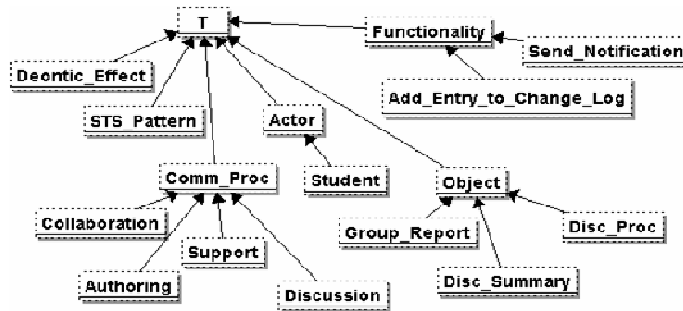 T
Functionality
Send_Notification
Deontic_Effect
Add_Entry_to_Change_Log
STS_Pattern
Actor
Comm_Proc
Student
Object
Collaboration
Group_Report
Disc_Proc
Support
Authoring
Disc_Summary
Discussion